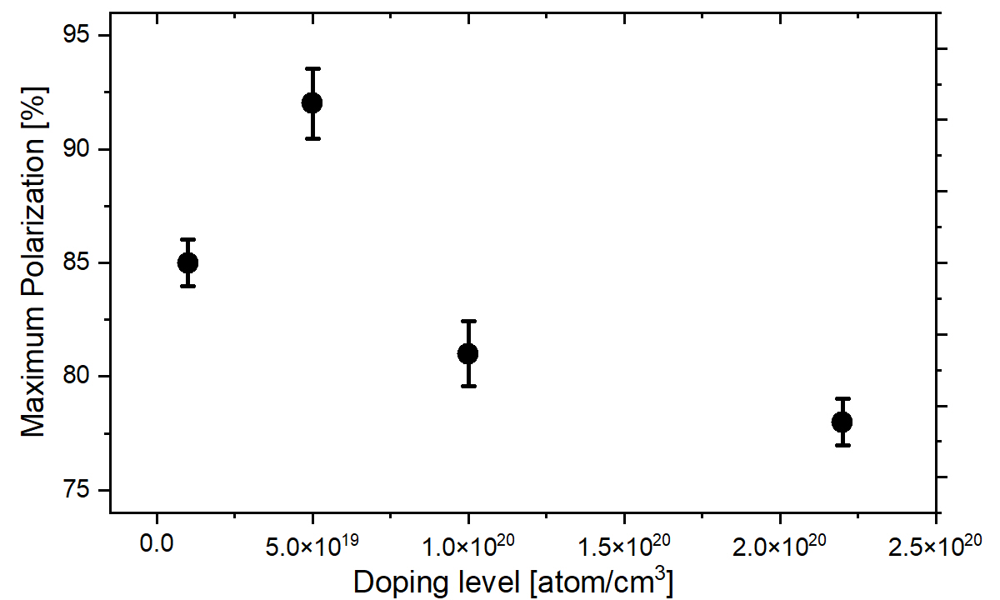 Maximum Polarization [%]
95
90
85
80
75
0.0 5.0×10¹⁹ 1.0×10²⁰ 1.5×10²⁰ 2.0×10²⁰ 2.5×10²⁰
Doping level [atom/cm³]